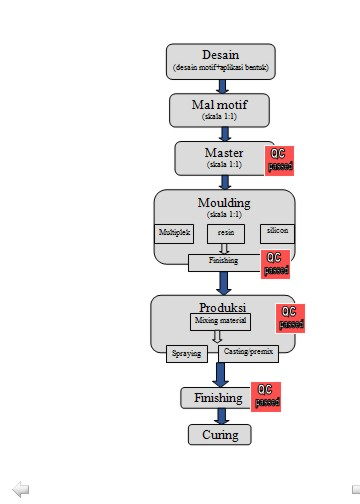 Desain
(desain motif+aplikasi bentuk)
Mal motif
(skala 1:1)
Master
(skala 1:1)
QC
passed
Moulding
(skala 1:1)
Multiplek
resin
silicon
Finishing
QC
passed
Produksi
Mixing material
QC
passed
Spraying
Casting/premix
Finishing
QC
passed
Curing